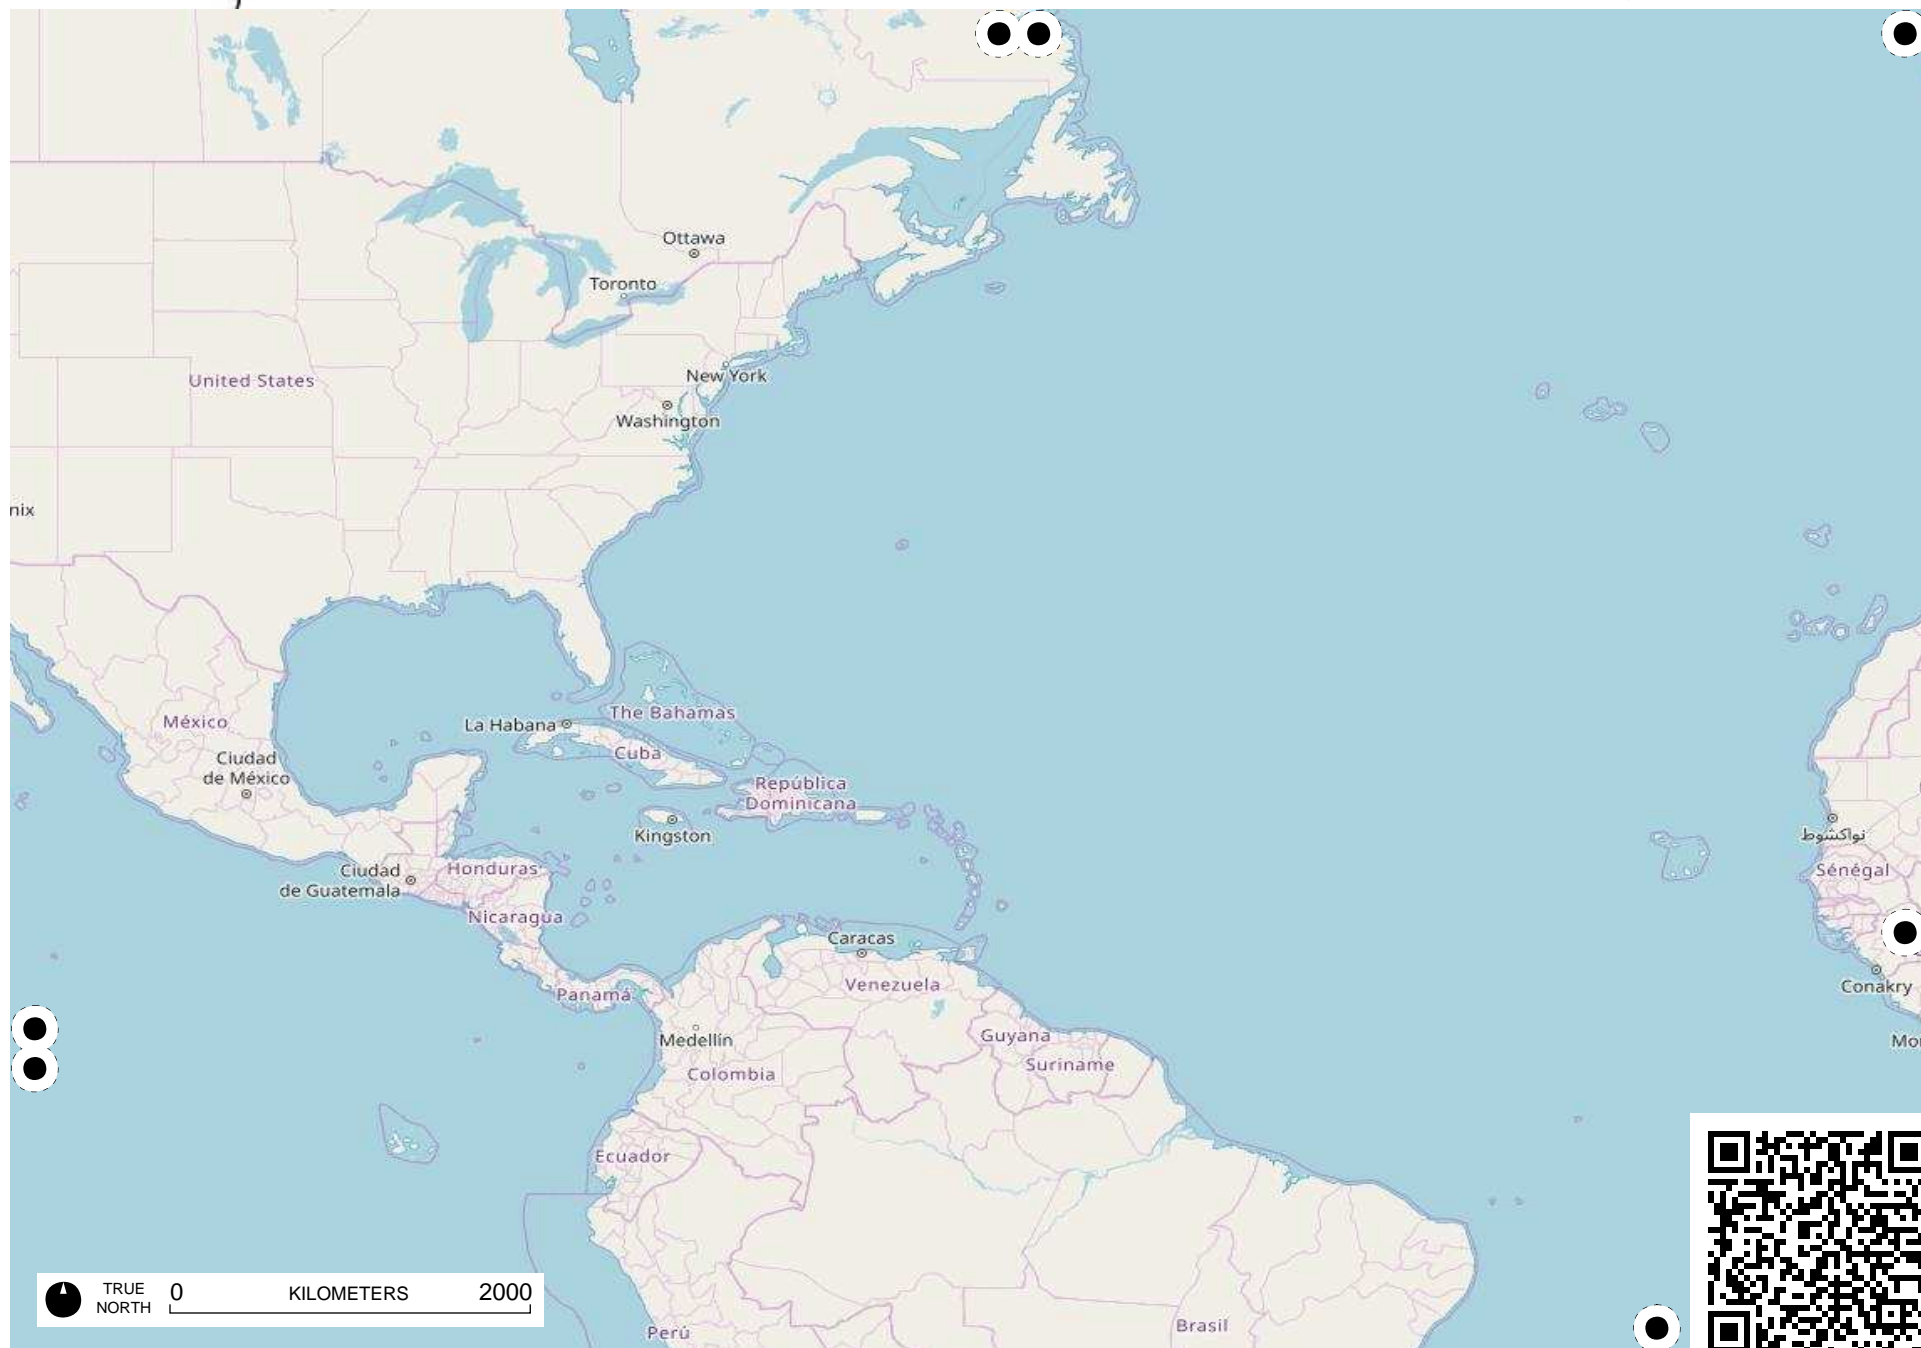 Ottawa
Toronto
United States
New York
Washington
nix
The Bahamas
La Habana
México
Cuba
Ciudad
de México
República
Dominicana
Kingston
نواكشوط
Ciudad
de Guatemala
Honduras
Sénégal
Nicaragua
Caracas
Venezuela
Conakry
Panamá
Medellín
Guyana
Mo
Suriname
Colombia
Ecuador
TRUE
NORTH
0 KILOMETERS 2000
Perú
Brasil